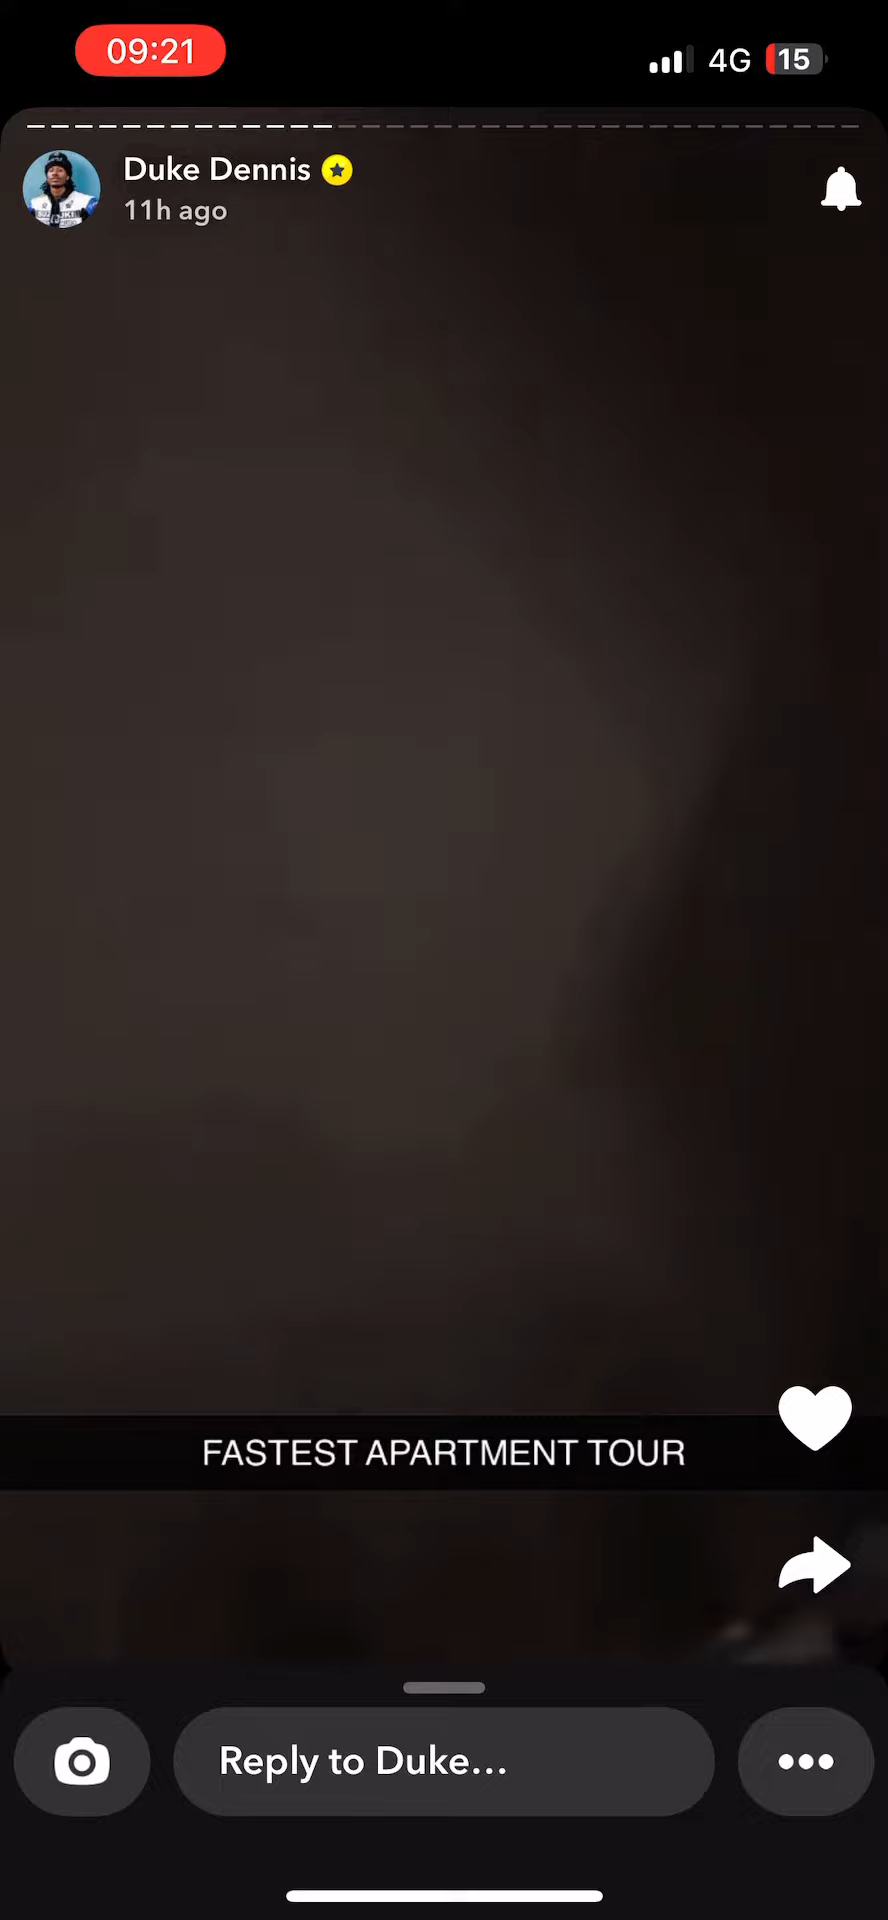 09:21
4G
15
Duke Dennis
11h ago
FASTEST APARTMENT TOUR
Reply to Duke...